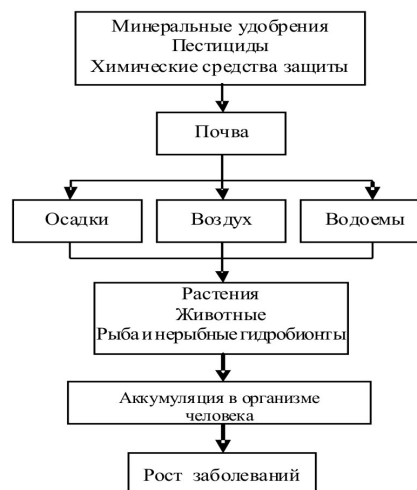 Минеральные удобрения
Пестициды
Химические средства защиты
Почва
Осадки
Воздух
Водоемы
Растения
Животные
Рыба и нерыбные гидробионты
Аккумуляция в организме
человека
Рост заболеваний